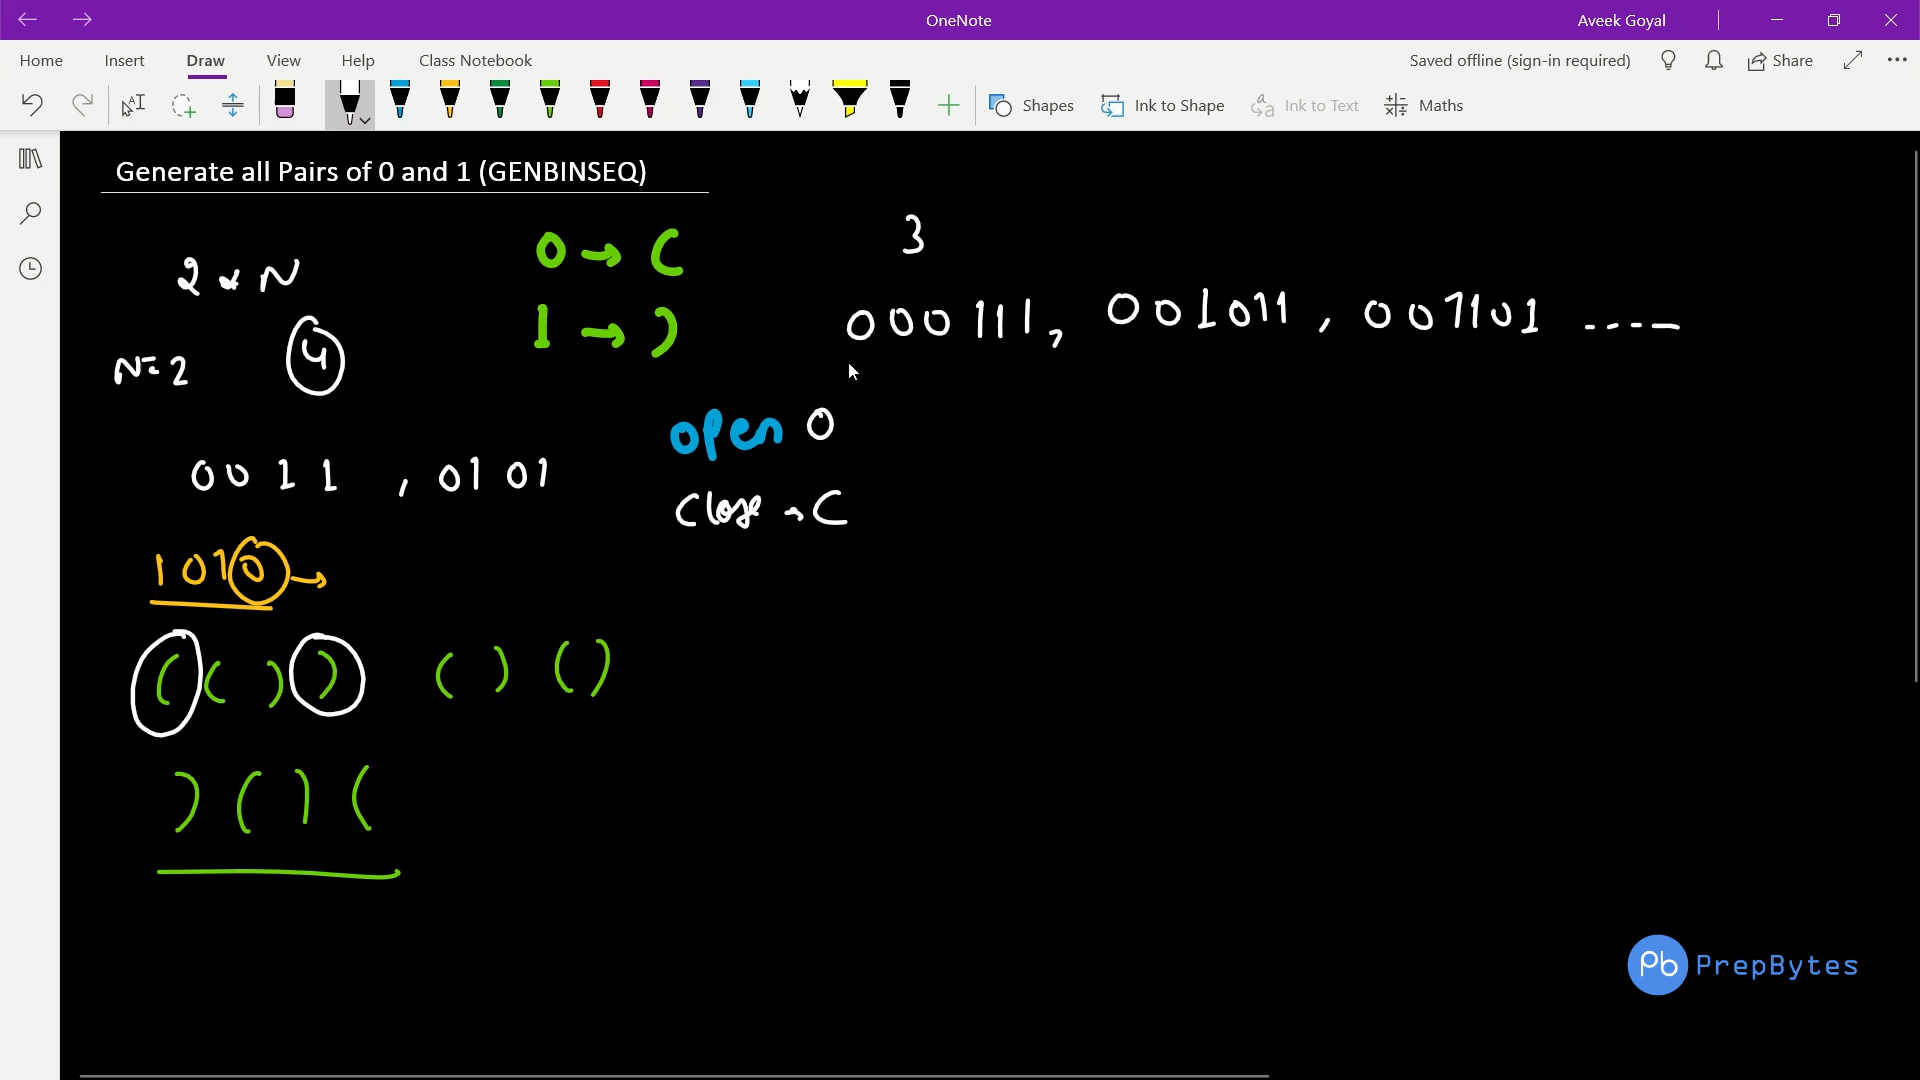 OneNote
Aveek Goyal
Home Insert Draw View Help Class Notebook
Saved offline (sign-in required) Share
Shapes Ink to Shape Ink to Text Maths
Generate all Pairs of 0 and 1 (GENBINSEQ)
3
0 → (
2 * N
000111, 001011, 001101 ----
1 → )
N=2 4
open 0
0011 , 0101
Close → C
1010 →
(()) ()()
)()(
Pb PrepBytes